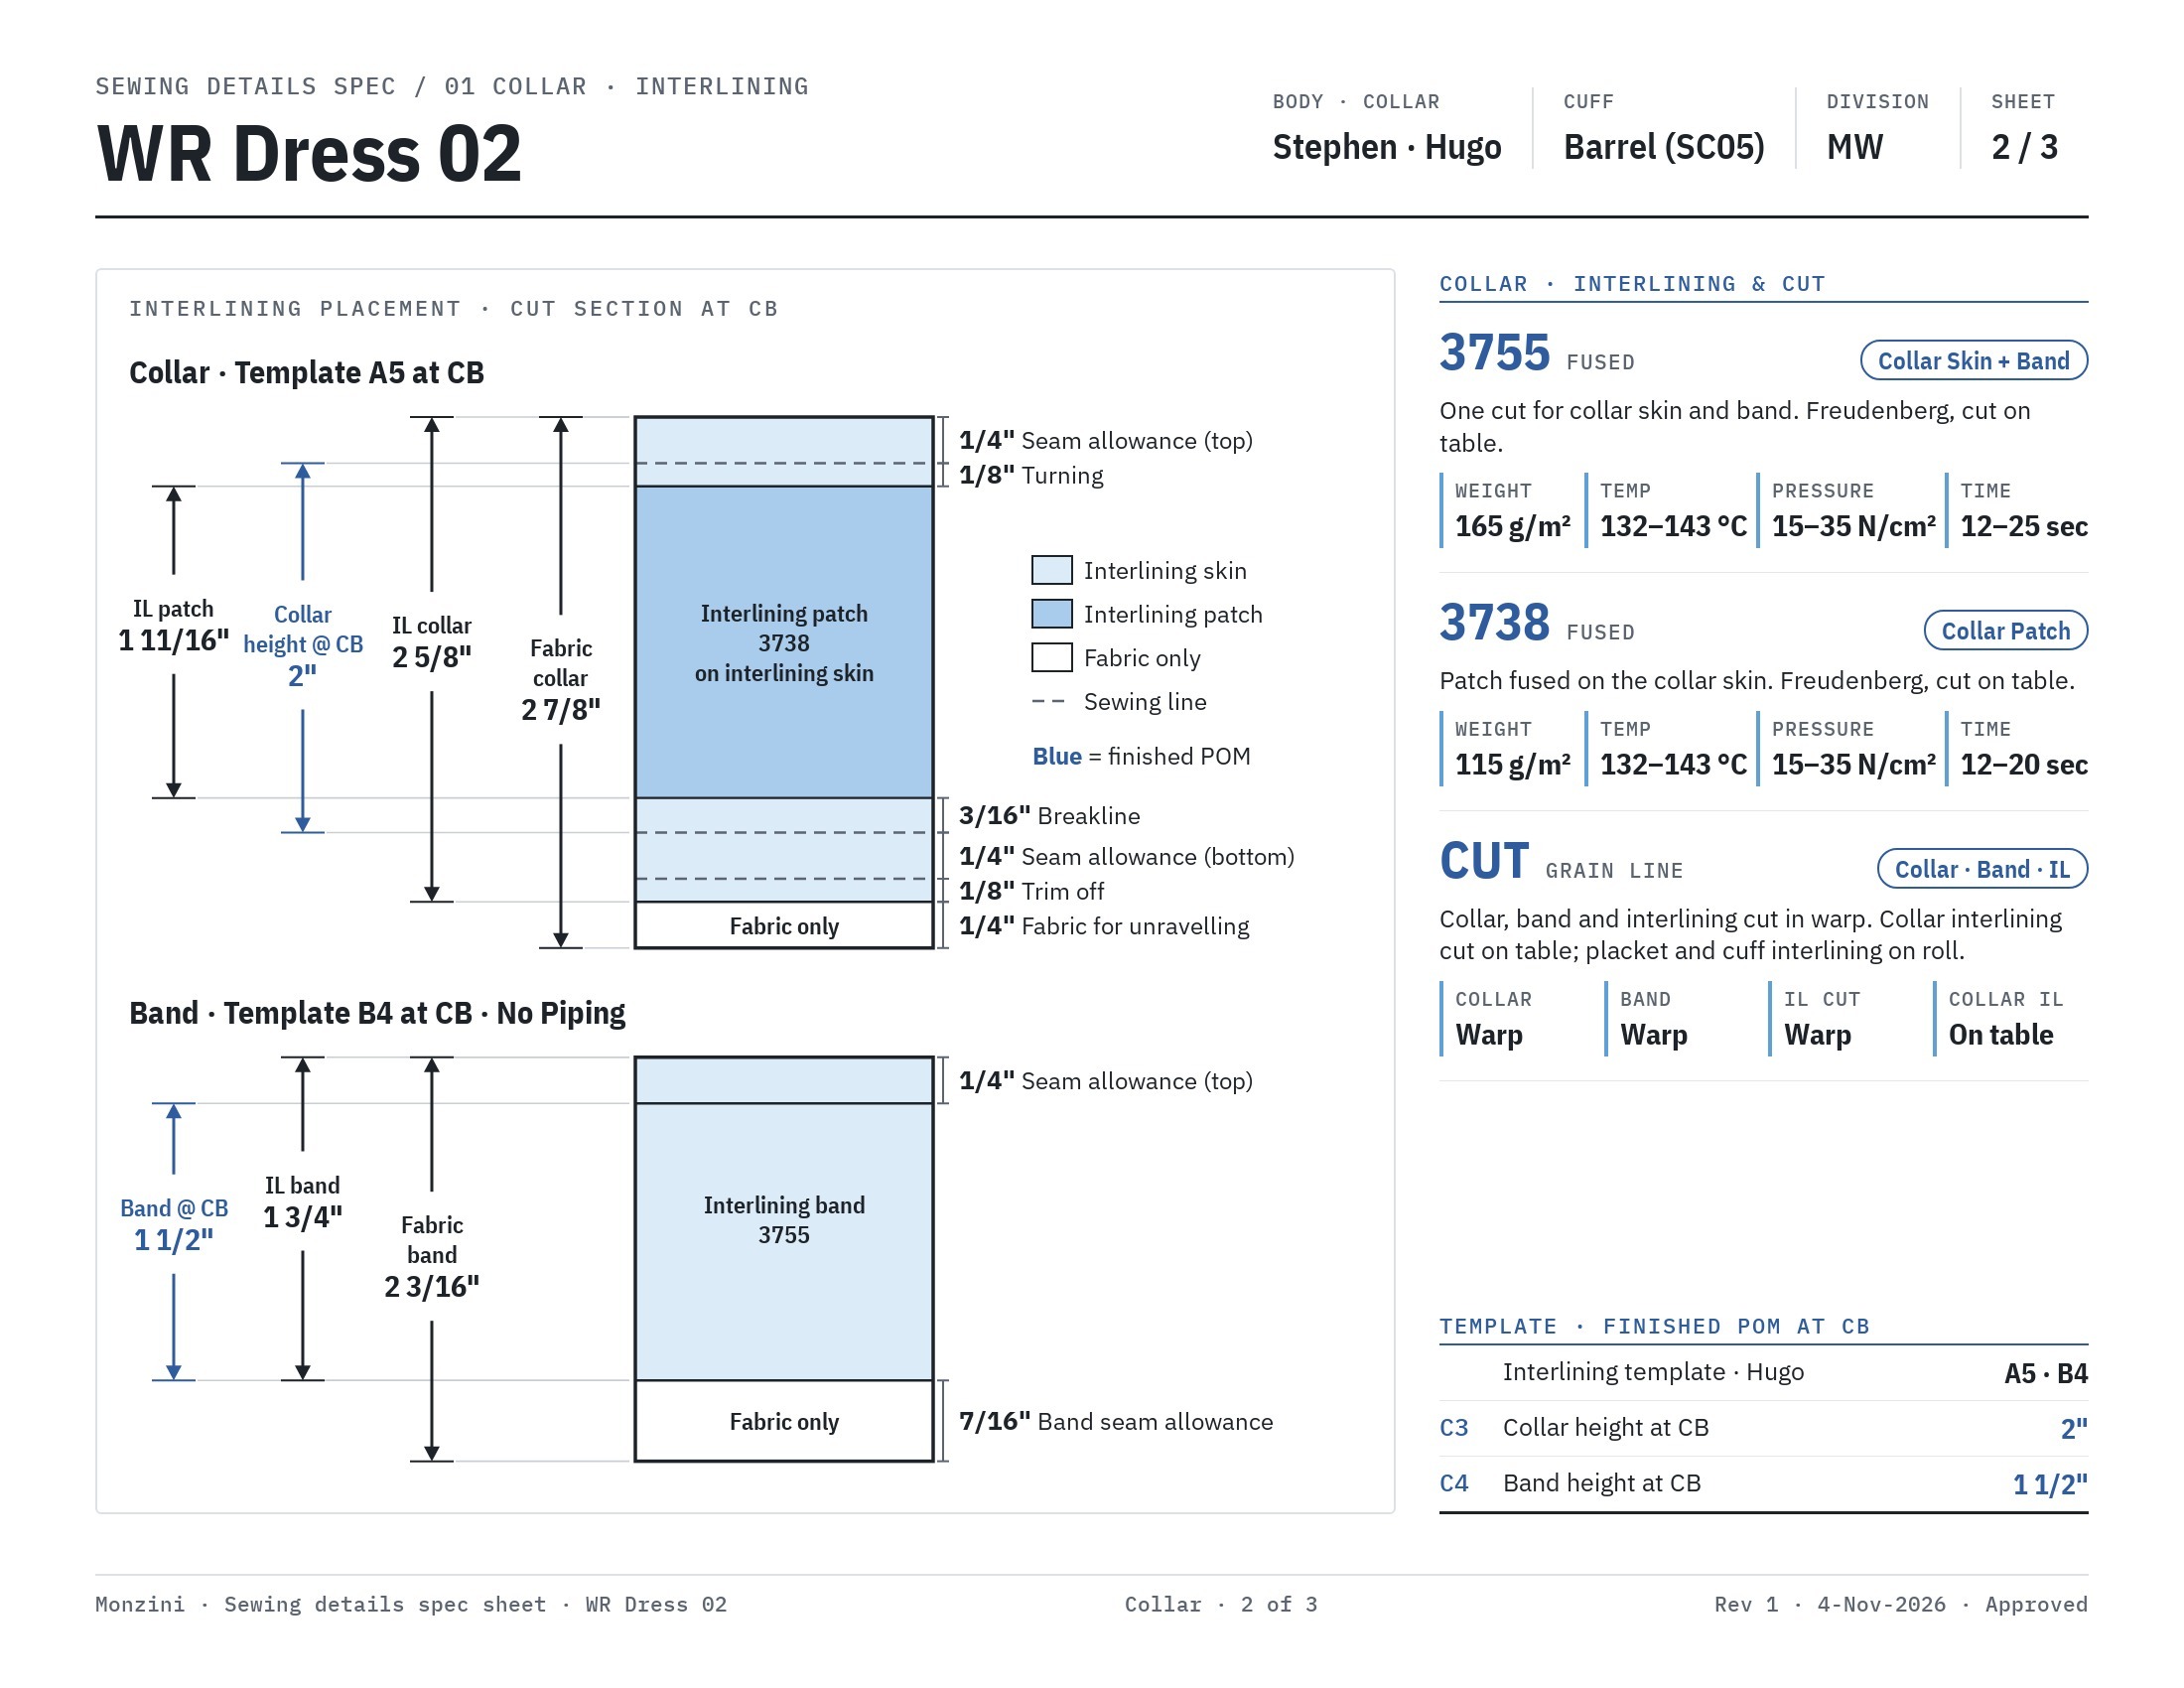 SEWING DETAILS SPEC / 01 COLLAR · INTERLINING
WR Dress 02
BODY · COLLAR
Stephen · Hugo
CUFF
Barrel (SC05)
DIVISION
MW
SHEET
2 / 3
INTERLINING PLACEMENT · CUT SECTION AT CB
Collar · Template A5 at CB
IL patch
1 11/16"
Collar
height @ CB
2"
IL collar
2 5/8"
Fabric
collar
2 7/8"
Interlining patch
3738
on interlining skin
Fabric only
1/4" Seam allowance (top)
1/8" Turning
Interlining skin
Interlining patch
Fabric only
Sewing line
Blue = finished POM
3/16" Breakline
1/4" Seam allowance (bottom)
1/8" Trim off
1/4" Fabric for unravelling
Band · Template B4 at CB · No Piping
Band @ CB
1 1/2"
IL band
1 3/4"
Fabric
band
2 3/16"
Interlining band
3755
Fabric only
1/4" Seam allowance (top)
7/16" Band seam allowance
COLLAR · INTERLINING & CUT
3755 FUSED
Collar Skin + Band
One cut for collar skin and band. Freudenberg, cut on
table.
WEIGHT
165 g/m²
TEMP
132–143 °C
PRESSURE
15–35 N/cm²
TIME
12–25 sec
3738 FUSED
Collar Patch
Patch fused on the collar skin. Freudenberg, cut on table.
WEIGHT
115 g/m²
TEMP
132–143 °C
PRESSURE
15–35 N/cm²
TIME
12–20 sec
CUT GRAIN LINE
Collar · Band · IL
Collar, band and interlining cut in warp. Collar interlining
cut on table; placket and cuff interlining on roll.
COLLAR
Warp
BAND
Warp
IL CUT
Warp
COLLAR IL
On table
TEMPLATE · FINISHED POM AT CB
Interlining template · Hugo A5 · B4
C3 Collar height at CB 2"
C4 Band height at CB 1 1/2"
Monzini · Sewing details spec sheet · WR Dress 02
Collar · 2 of 3
Rev 1 · 4-Nov-2026 · Approved